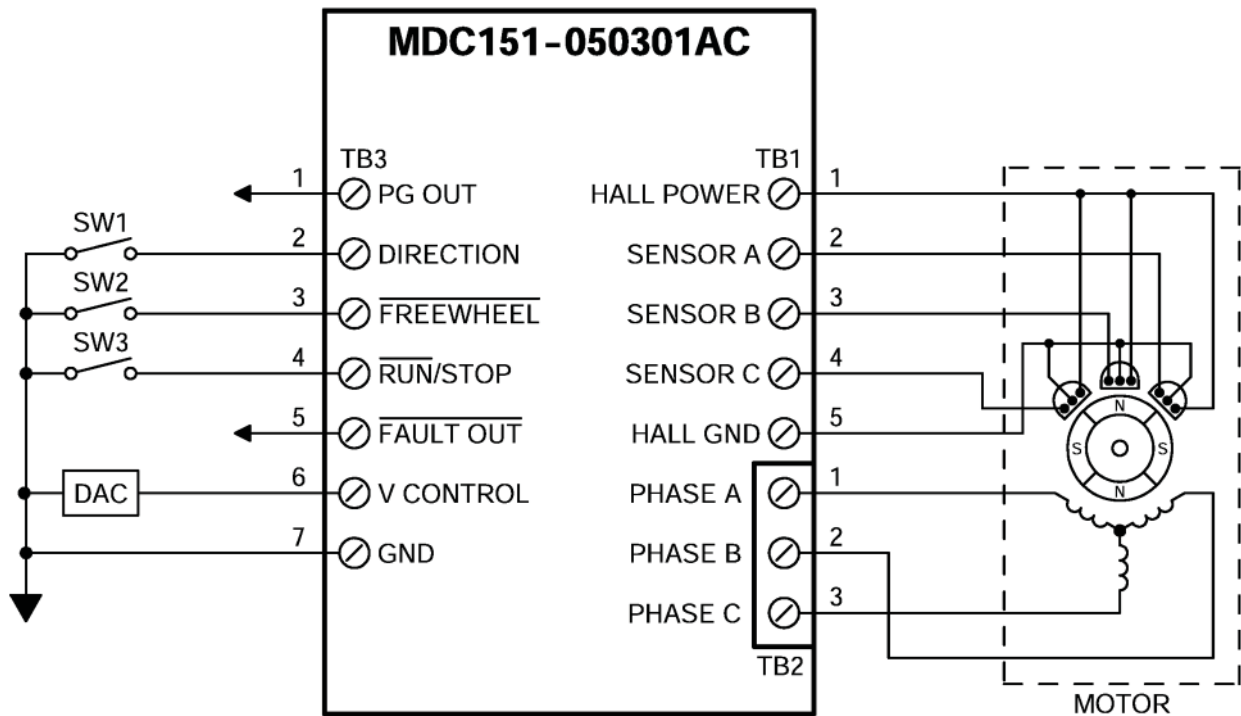 MDC151-050301AC
TB3
TB1
1 PG OUT
HALL POWER 1
SW1
2 DIRECTION
SENSOR A 2
SW2
3 FREEWHEEL
SENSOR B 3
SW3
4 RUN/STOP
SENSOR C 4
5 FAULT OUT
HALL GND 5
N
S
S
N
DAC
6 V CONTROL
PHASE A 1
7 GND
PHASE B 2
PHASE C 3
TB2
MOTOR